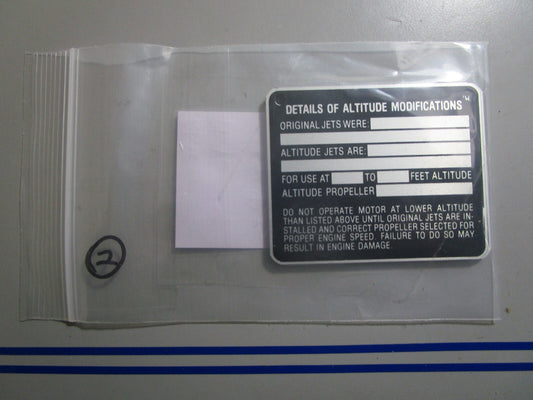 DETAILS OF ALTITUDE MODIFICATIONS
ORIGINAL JETS WERE:
ALTITUDE JETS ARE:
FOR USE AT TO FEET ALTITUDE
ALTITUDE PROPELLER
DO NOT OPERATE MOTOR AT LOWER ALTITUDE
THAN LISTED ABOVE UNTIL ORIGINAL JETS ARE IN-
STALLED AND CORRECT PROPELLER SELECTED FOR
PROPER ENGINE SPEED. FAILURE TO DO SO MAY
RESULT IN ENGINE DAMAGE.
2